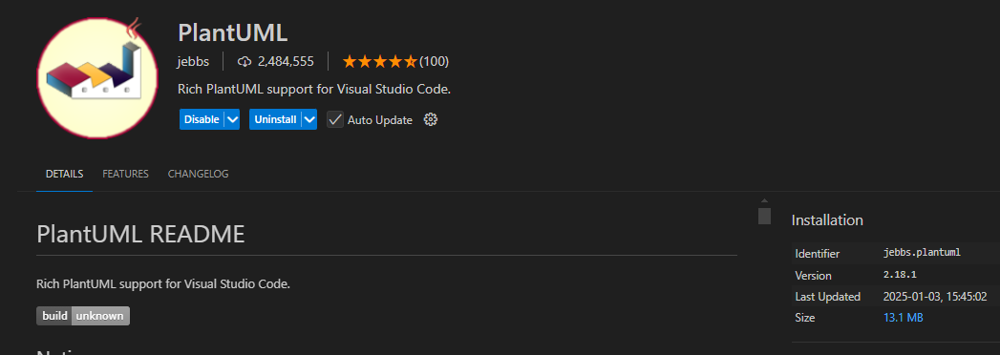 PlantUML
jebbs 2,484,555 (100)
Rich PlantUML support for Visual Studio Code.
Disable Uninstall Auto Update
DETAILS FEATURES CHANGELOG
PlantUML README
Rich PlantUML support for Visual Studio Code.
build unknown
Installation
Identifier jebbs.plantuml
Version 2.18.1
Last Updated 2025-01-03, 15:45:02
Size 13.1 MB